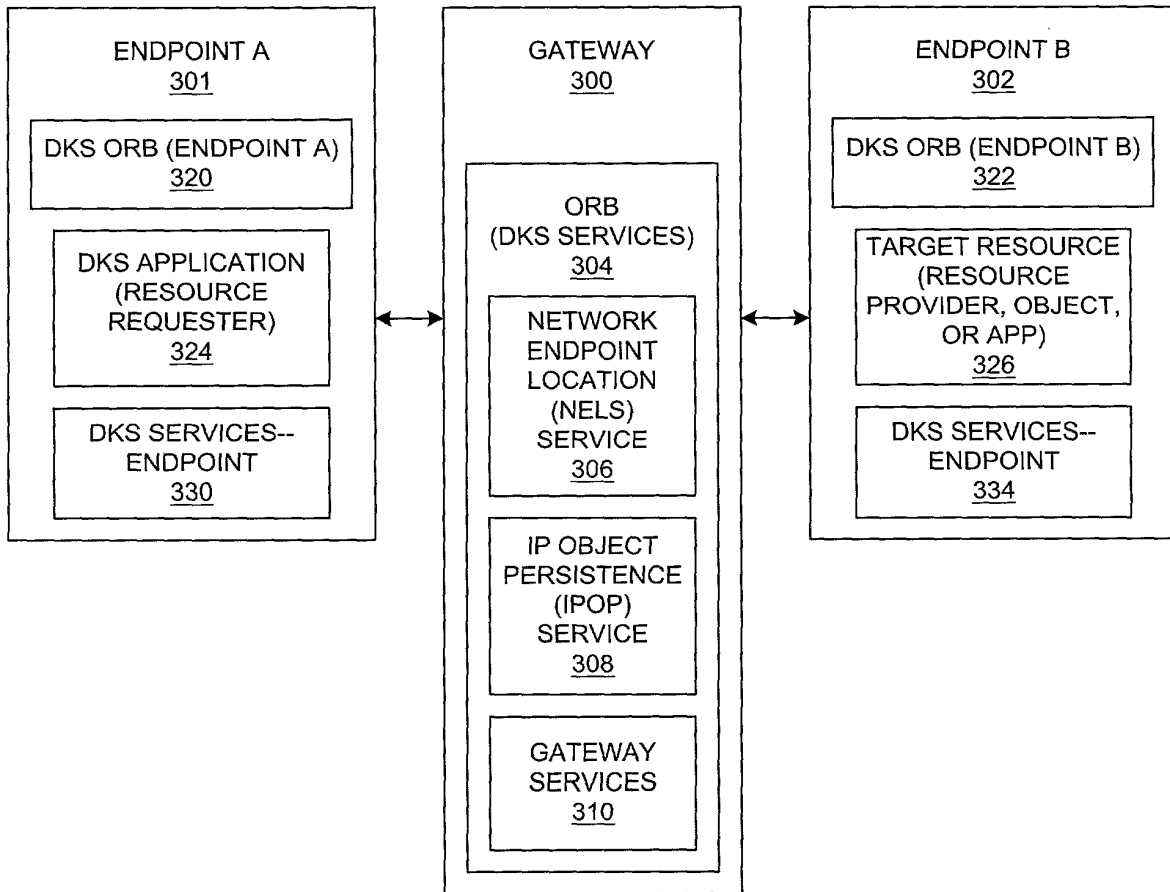 ENDPOINT A
301
DKS ORB (ENDPOINT A)
320
DKS APPLICATION
(RESOURCE
REQUESTER)
324
DKS SERVICES--
ENDPOINT
330
GATEWAY
300
ORB
(DKS SERVICES)
304
NETWORK
ENDPOINT
LOCATION
(NELS)
SERVICE
306
IP OBJECT
PERSISTENCE
(IPOP)
SERVICE
308
GATEWAY
SERVICES
310
ENDPOINT B
302
DKS ORB (ENDPOINT B)
322
TARGET RESOURCE
(RESOURCE
PROVIDER, OBJECT,
OR APP)
326
DKS SERVICES--
ENDPOINT
334